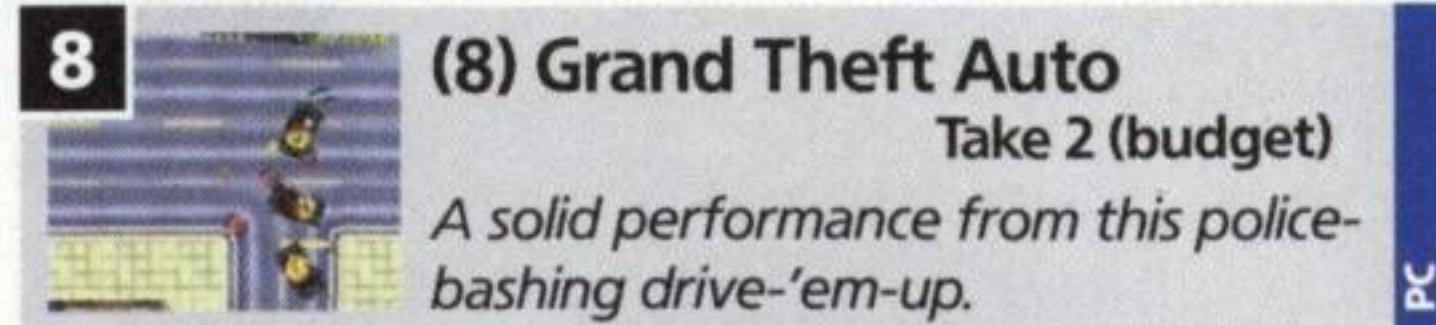 8
(8) Grand Theft Auto
Take 2 (budget)
A solid performance from this police-
bashing drive-'em-up.
PC